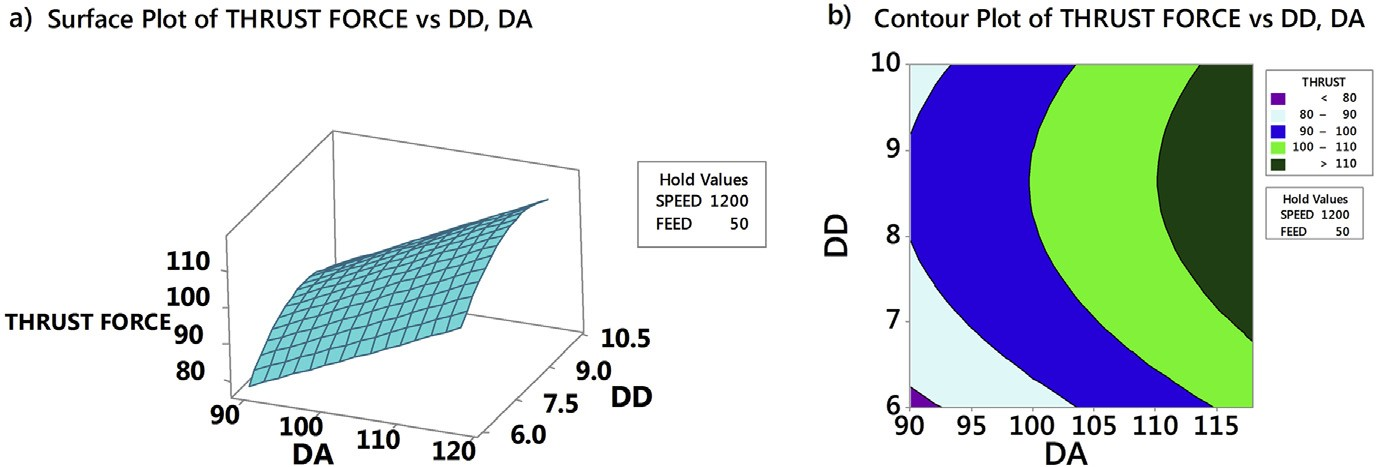 a) Surface Plot of THRUST FORCE vs DD, DA
110
100
90
80
THRUST FORCE
90
100
110
120
DA
6.0
7.5
9.0
10.5
DD
Hold Values
SPEED 1200
FEED 50
b) Contour Plot of THRUST FORCE vs DD, DA
10
9
8
7
6
DD
90 95 100 105 110 115
DA
THRUST
< 80
80 – 90
90 – 100
100 – 110
> 110
Hold Values
SPEED 1200
FEED 50